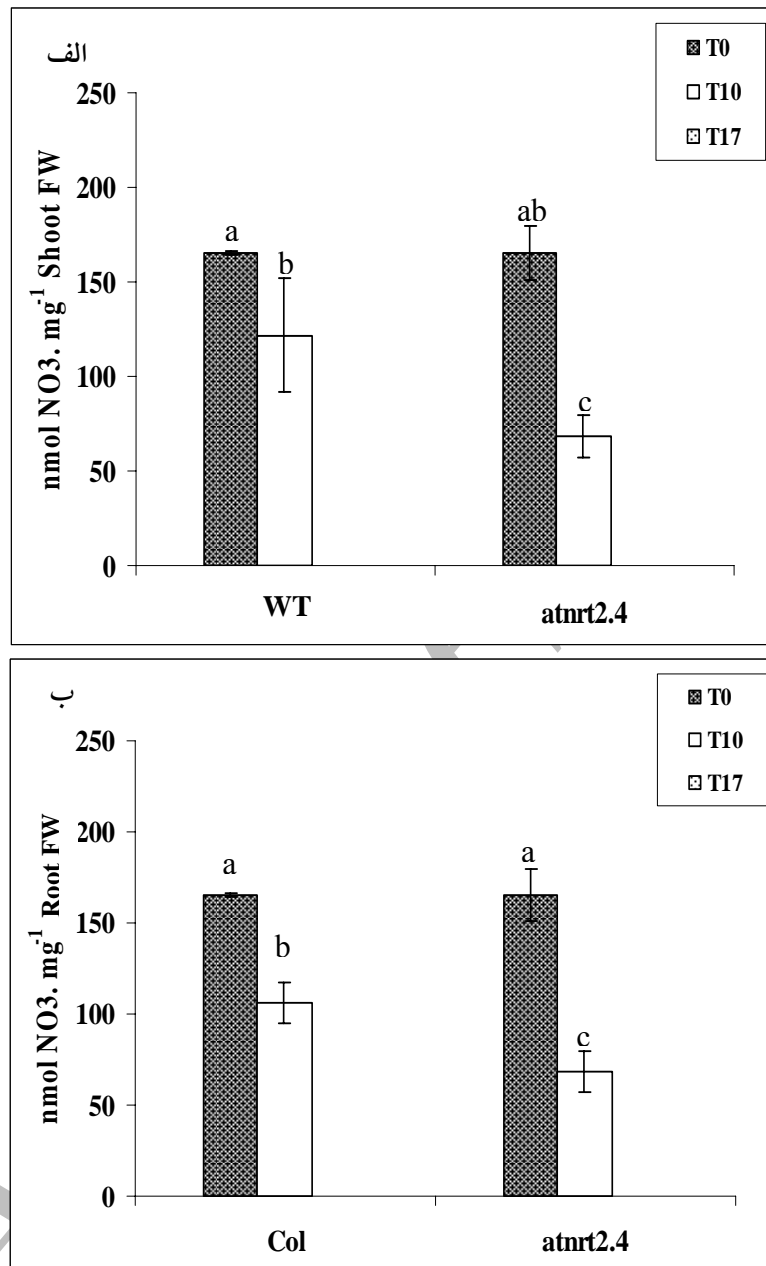 الف
T0
T10
T17
250
200
150
100
50
0
nmol NO3. mg-1 Shoot FW
a
b
ab
c
WT
atnrt2.4
ب
T0
T10
T17
250
200
150
100
50
0
nmol NO3. mg-1 Root FW
a
b
a
c
Col
atnrt2.4